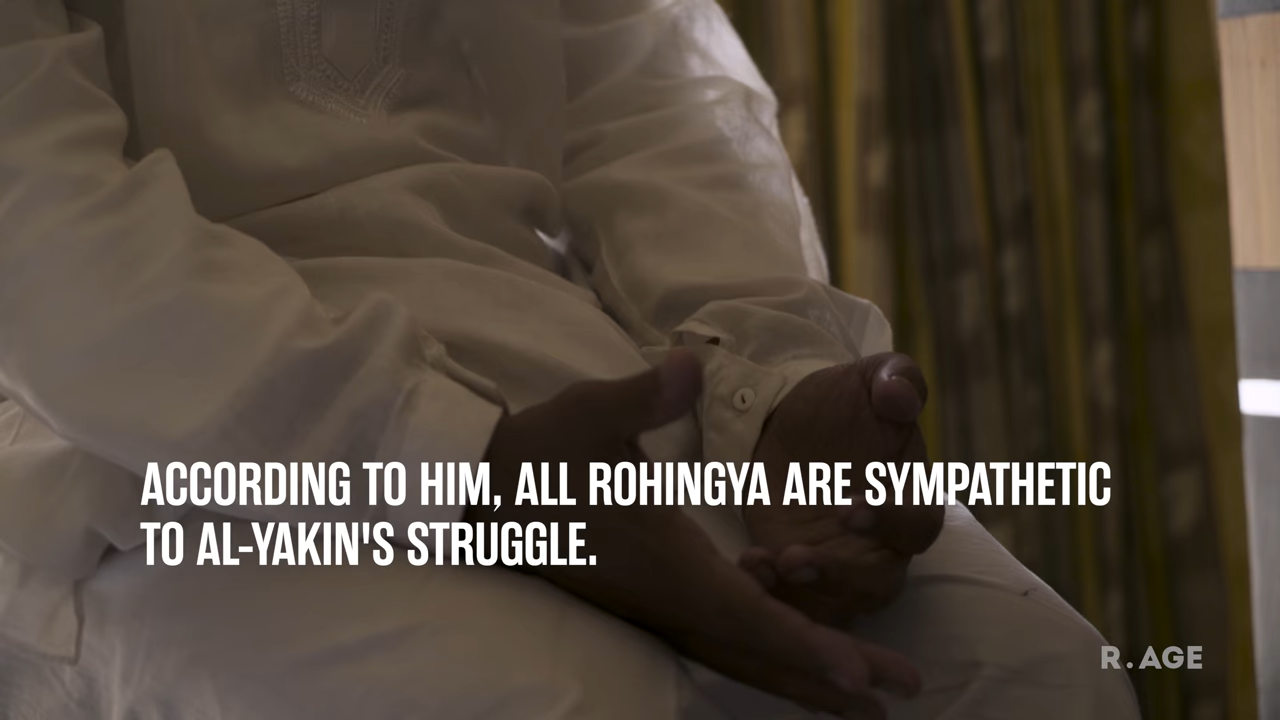 ACCORDING TO HIM, ALL ROHINGYA ARE SYMPATHETIC
TO AL-YAKIN'S STRUGGLE.
R.AGE